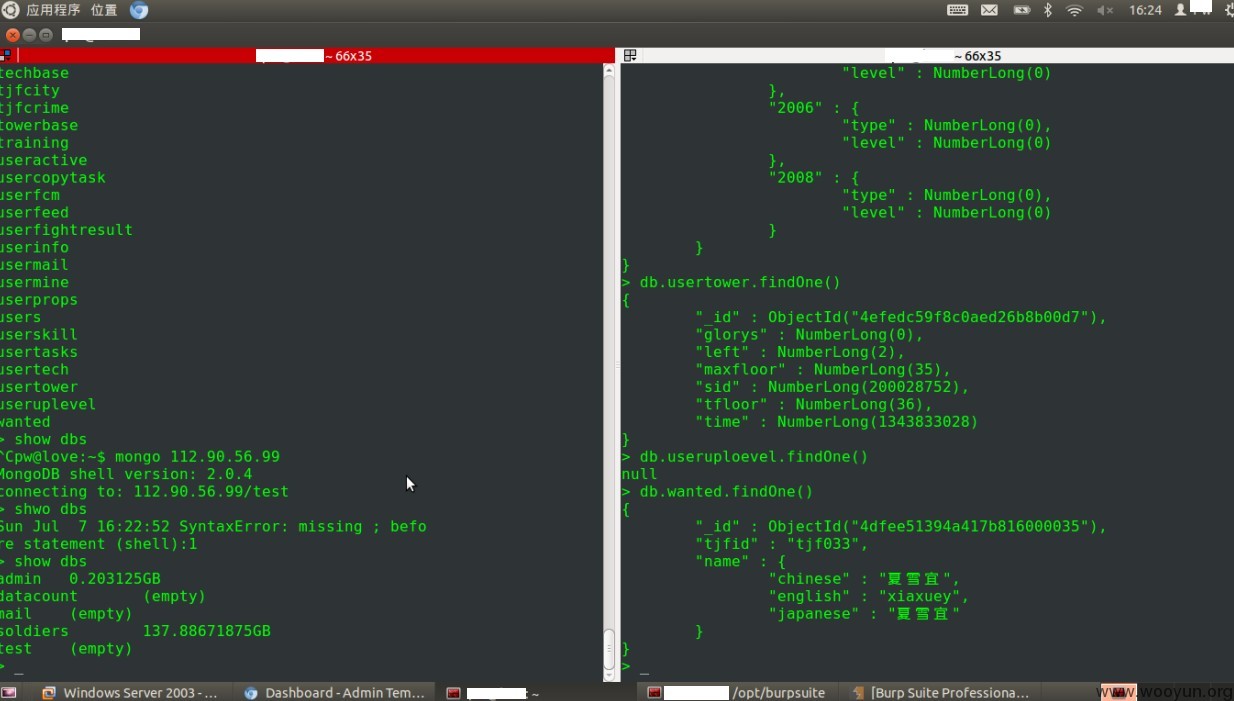 应用程序 位置 16:24
~ 66x35
techbase
tjfcity
tjfcrime
towerbase
training
useractive
usercopytask
userfcm
userfeed
userfightresult
userinfo
usermail
usermine
userprops
users
userskill
usertasks
usertech
usertower
useruplevel
wanted
> show dbs
^Cpw@love:~$ mongo 112.90.56.99
MongoDB shell version: 2.0.4
connecting to: 112.90.56.99/test
> shwo dbs
Sun Jul  7 16:22:52 SyntaxError: missing ; befo
re statement (shell):1
> show dbs
admin   0.203125GB
datacount       (empty)
mail    (empty)
soldiers        137.88671875GB
test    (empty)
> _
~ 66x35
"level" : NumberLong(0)
},
"2006" : {
"type" : NumberLong(0),
"level" : NumberLong(0)
},
"2008" : {
"type" : NumberLong(0),
"level" : NumberLong(0)
}
}
}
> db.usertower.findOne()
{
"_id" : ObjectId("4efedc59f8c0aed26b8b00d7"),
"glorys" : NumberLong(0),
"left" : NumberLong(2),
"maxfloor" : NumberLong(35),
"sid" : NumberLong(200028752),
"tfloor" : NumberLong(36),
"time" : NumberLong(1343833028)
}
> db.useruploevel.findOne()
null
> db.wanted.findOne()
{
"_id" : ObjectId("4dfee51394a417b816000035"),
"tjfid" : "tjf033",
"name" : {
"chinese" : "夏雪宜",
"english" : "xiaxuey",
"japanese" : "夏雪宜"
}
}
> _
Windows Server 2003 -... Dashboard - Admin Tem... : ~ /opt/burpsuite [Burp Suite Professiona...
www.wooyun.org